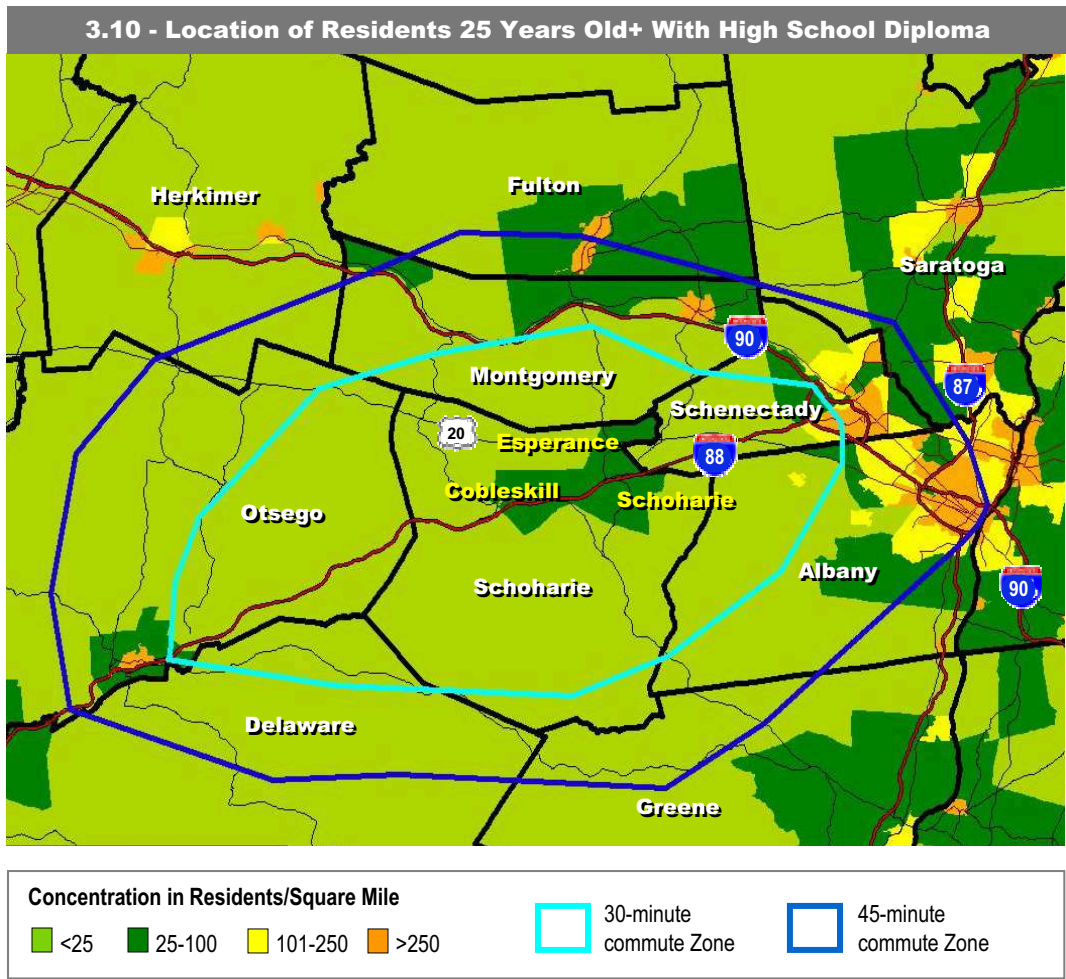 3.10 - Location of Residents 25 Years Old+ With High School Diploma
Herkimer
Fulton
Saratoga
90
87
Montgomery
Schenectady
20
Esperance
88
Cobleskill
Schoharie
Otsego
Schoharie
Albany
90
Delaware
Greene
Concentration in Residents/Square Mile
<25
25-100
101-250
>250
30-minute
commute Zone
45-minute
commute Zone